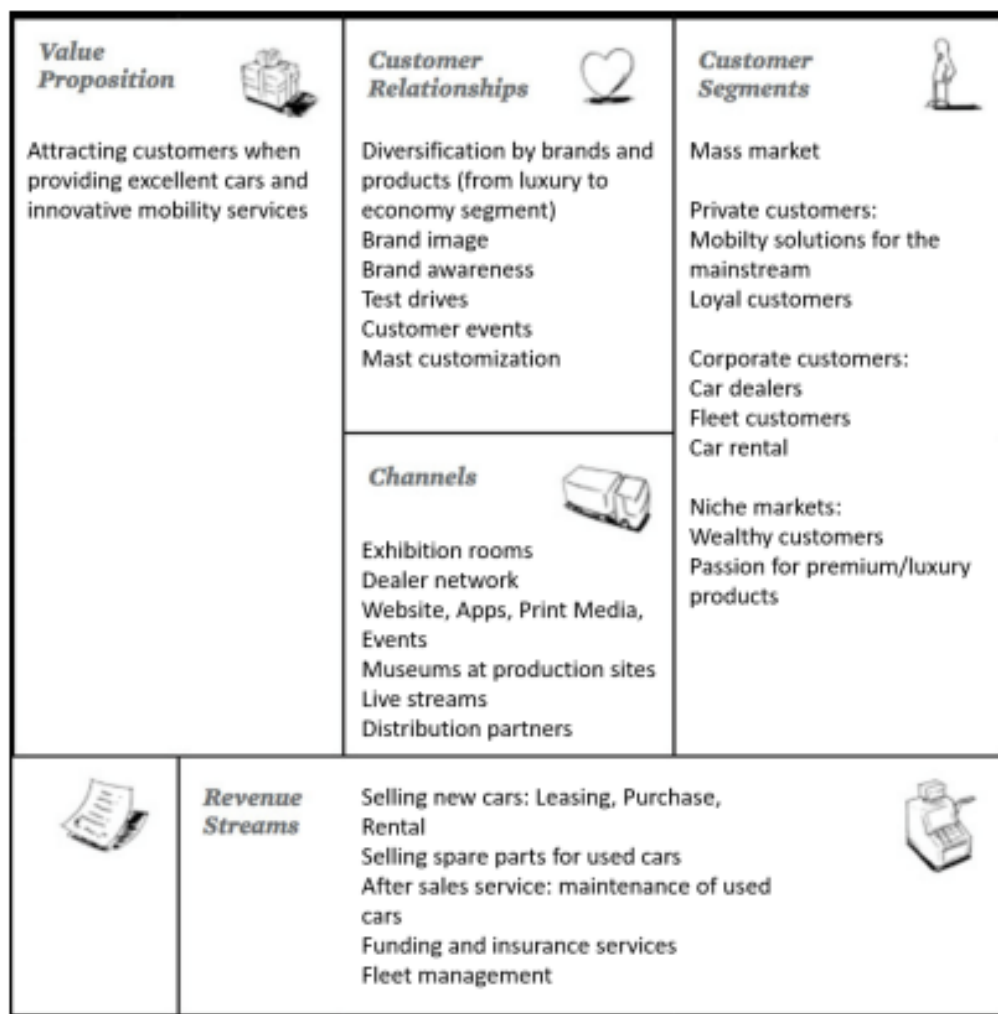 Value
Proposition
Attracting customers when
providing excellent cars and
innovative mobility services
Customer
Relationships
Diversification by brands and
products (from luxury to
economy segment)
Brand image
Brand awareness
Test drives
Customer events
Mast customization
Channels
Exhibition rooms
Dealer network
Website, Apps, Print Media,
Events
Museums at production sites
Live streams
Distribution partners
Customer
Segments
Mass market
Private customers:
Mobilty solutions for the
mainstream
Loyal customers
Corporate customers:
Car dealers
Fleet customers
Car rental
Niche markets:
Wealthy customers
Passion for premium/luxury
products
Revenue
Streams
Selling new cars: Leasing, Purchase,
Rental
Selling spare parts for used cars
After sales service: maintenance of used
cars
Funding and insurance services
Fleet management